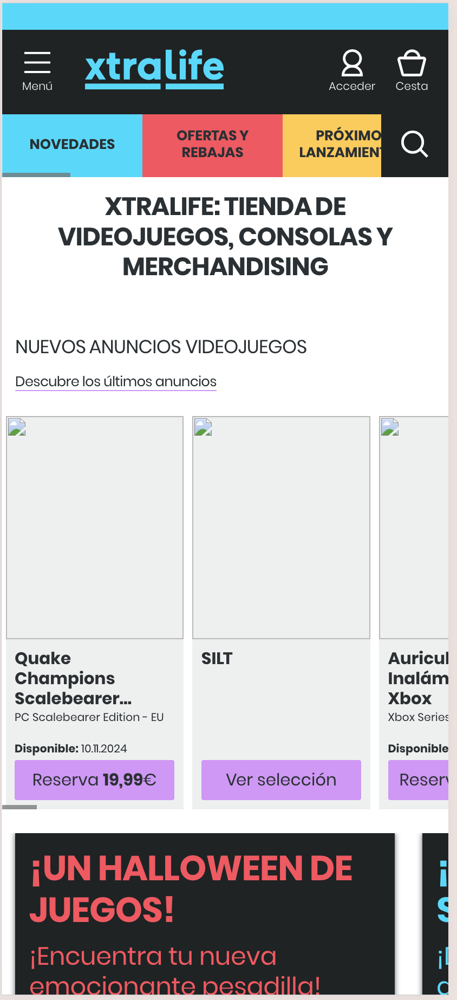 xtralife
Menú
Acceder
Cesta
NOVEDADES
OFERTAS Y
REBAJAS
PRÓXIMO
LANZAMIENT
XTRALIFE: TIENDA DE
VIDEOJUEGOS, CONSOLAS Y
MERCHANDISING
NUEVOS ANUNCIOS VIDEOJUEGOS
Descubre los últimos anuncios
Quake
Champions
Scalebearer...
PC Scalebearer Edition - EU
Disponible: 10.11.2024
Reserva 19,99€
SILT
Ver selección
Auricul
Inalám
Xbox
Xbox Series
Disponible
Reserv
¡UN HALLOWEEN DE
JUEGOS!
¡Encuentra tu nueva
emocionante pesadilla!